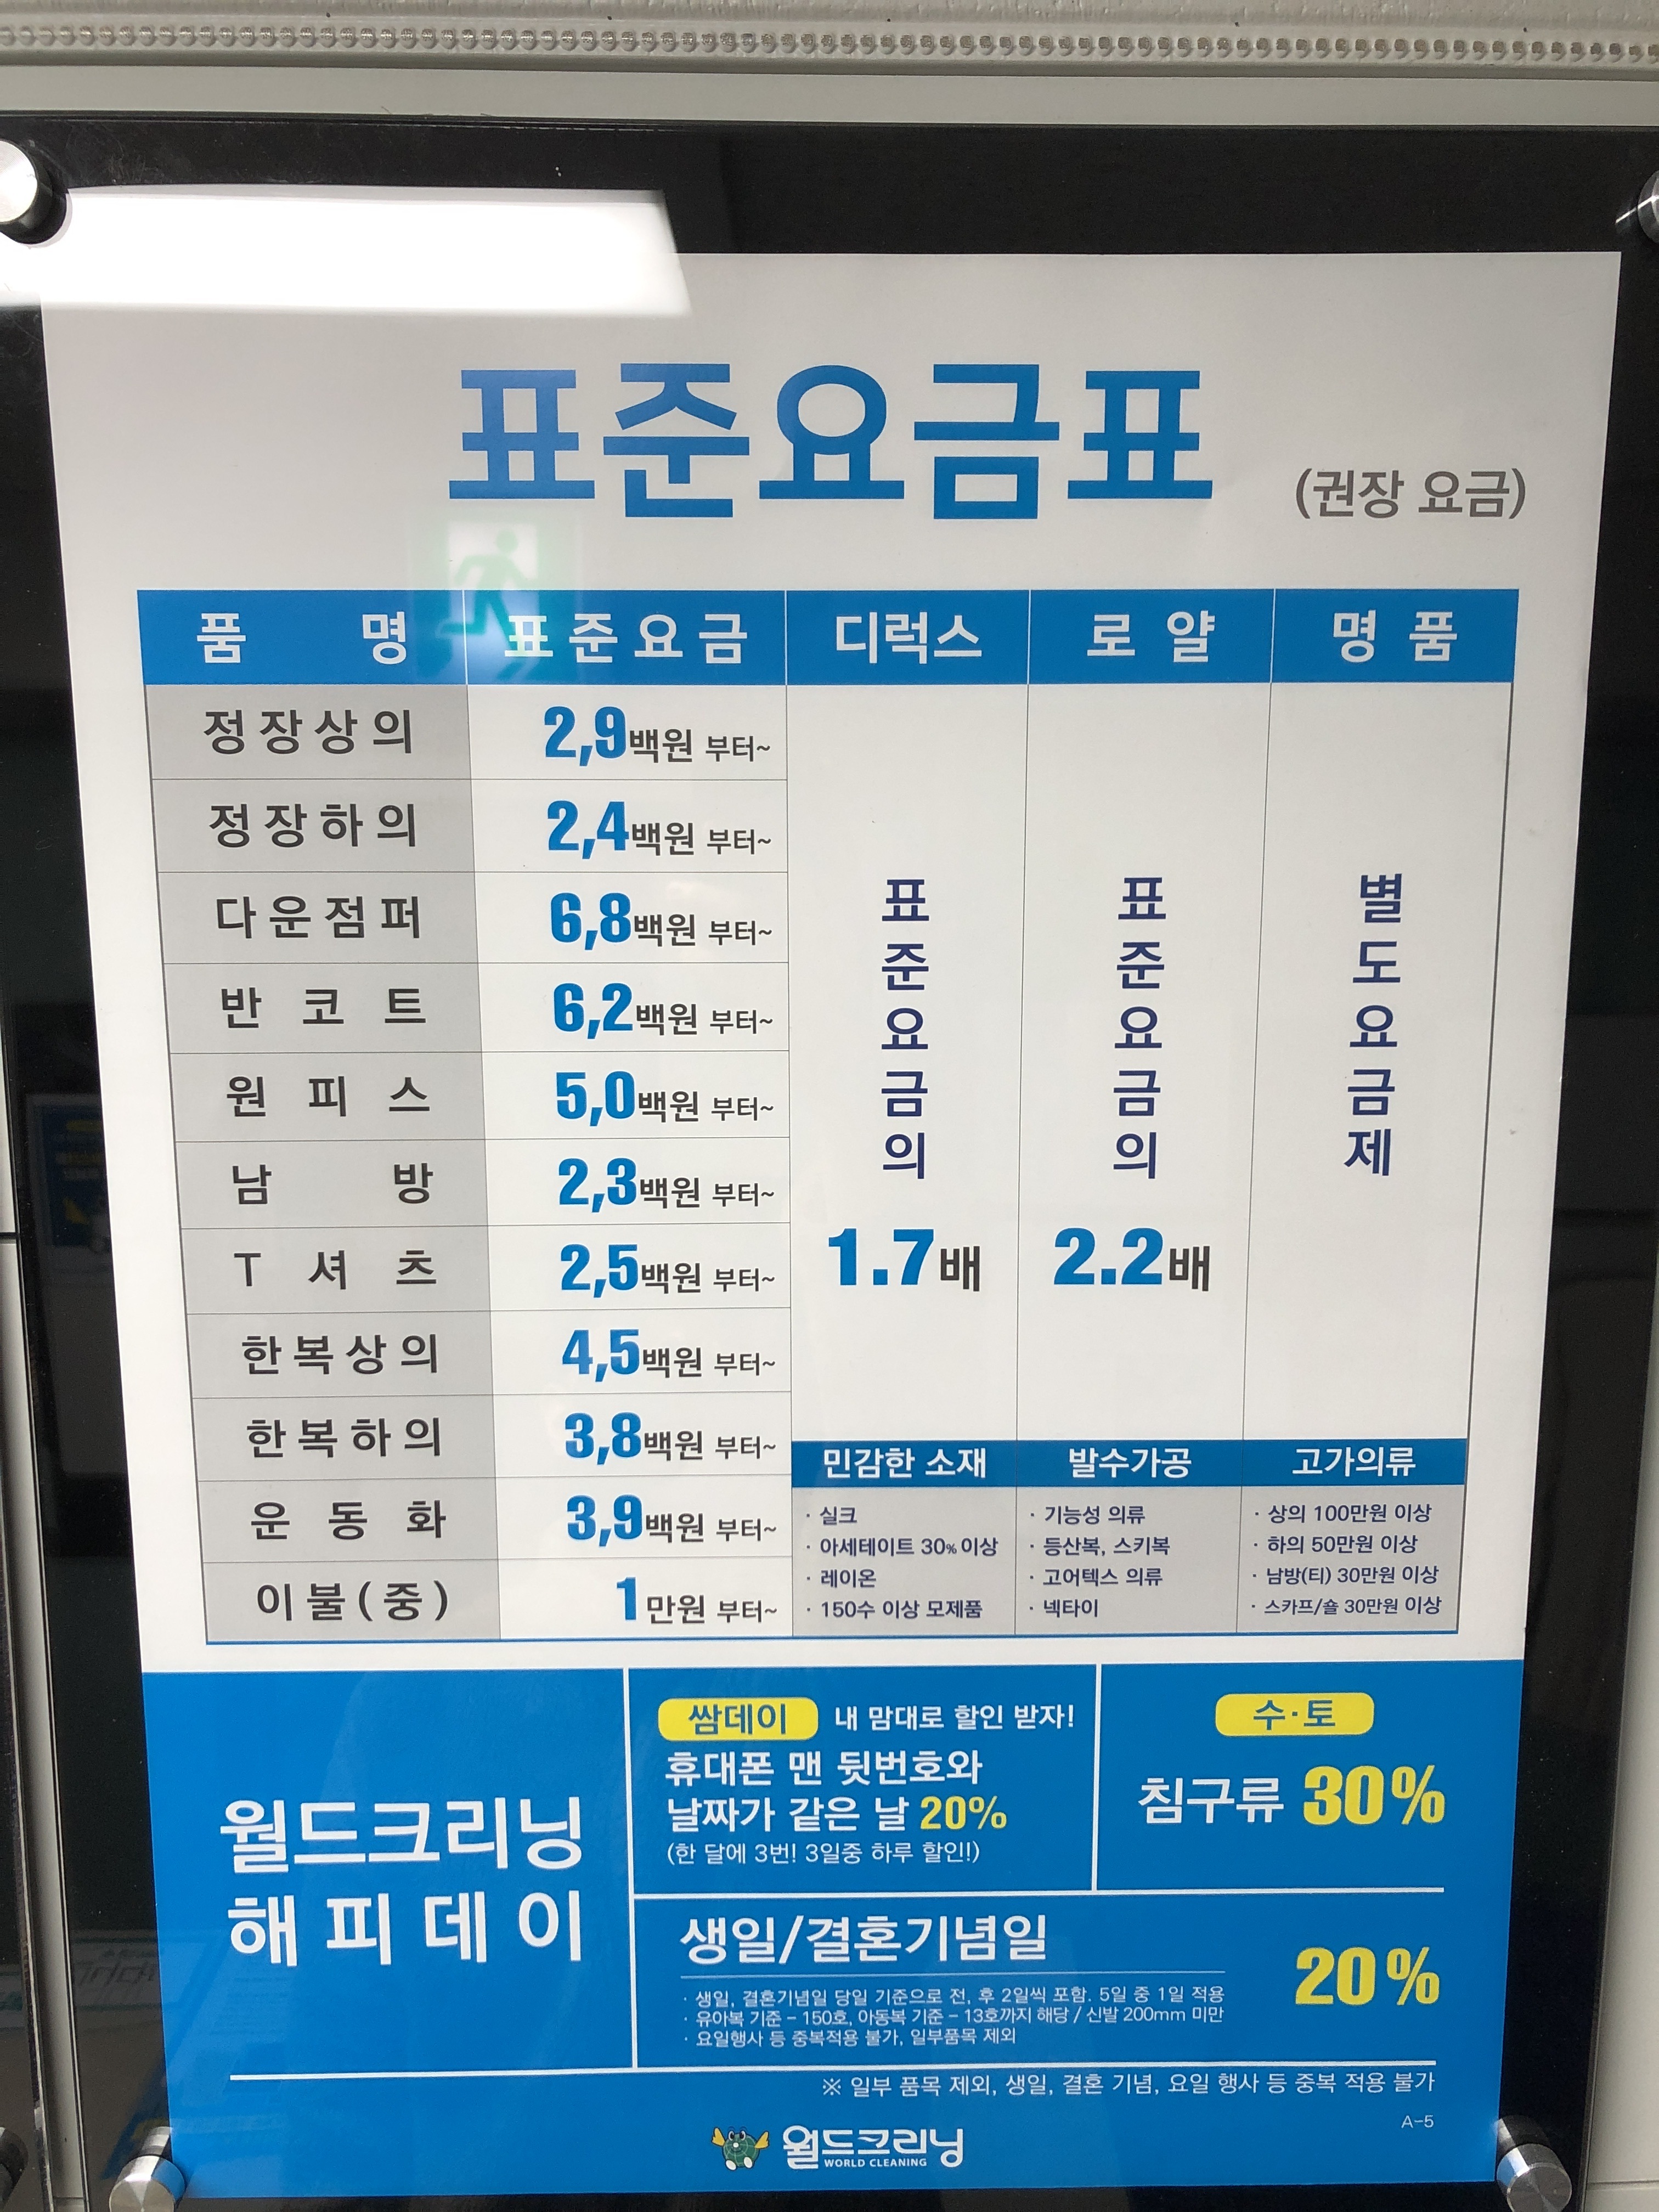 표준요금표 (권장 요금)
품 명 표준요금 디럭스 로 얄 명 품
정장상의 2,9백원 부터~
정장하의 2,4백원 부터~
다운점퍼 6,8백원 부터~
반 코 트 6,2백원 부터~
원 피 스 5,0백원 부터~
남 방 2,3백원 부터~
T 셔 츠 2,5백원 부터~
한복상의 4,5백원 부터~
한복하의 3,8백원 부터~
운 동 화 3,9백원 부터~
이불(중) 1만원 부터~
표준요금의
1.7배
표준요금의
2.2배
별도요금제
민감한 소재
· 실크
· 아세테이트 30% 이상
· 레이온
· 150수 이상 모제품
발수가공
· 기능성 의류
· 등산복, 스키복
· 고어텍스 의류
· 넥타이
고가의류
· 상의 100만원 이상
· 하의 50만원 이상
· 남방(티) 30만원 이상
· 스카프/숄 30만원 이상
월드크리닝
해피데이
쌈데이 내 맘대로 할인 받자!
휴대폰 맨 뒷번호와
날짜가 같은 날 20%
(한 달에 3번! 3일중 하루 할인!)
수·토
침구류 30%
생일/결혼기념일
20%
· 생일, 결혼기념일 당일 기준으로 전, 후 2일씩 포함. 5일 중 1일 적용
· 유아복 기준 - 150호, 아동복 기준 - 13호까지 해당 / 신발 200mm 미만
· 요일행사 등 중복적용 불가, 일부품목 제외
※ 일부 품목 제외, 생일, 결혼 기념, 요일 행사 등 중복 적용 불가
A-5
월드크리닝
WORLD CLEANING